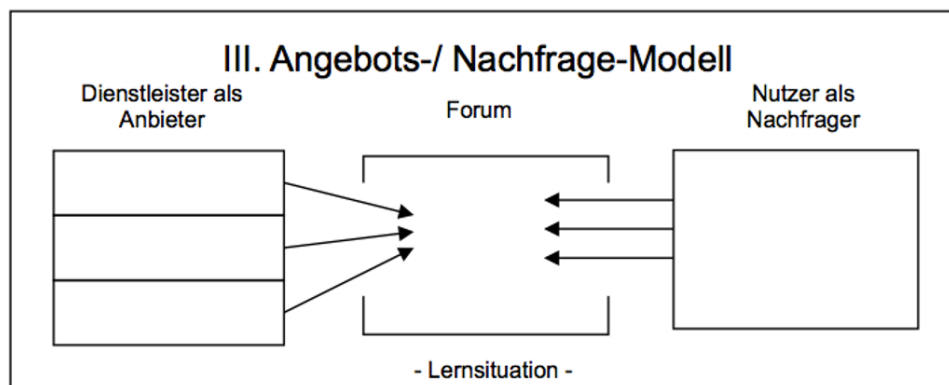 III. Angebots-/ Nachfrage-Modell
Dienstleister als
Anbieter
Forum
Nutzer als
Nachfrager
- Lernsituation -